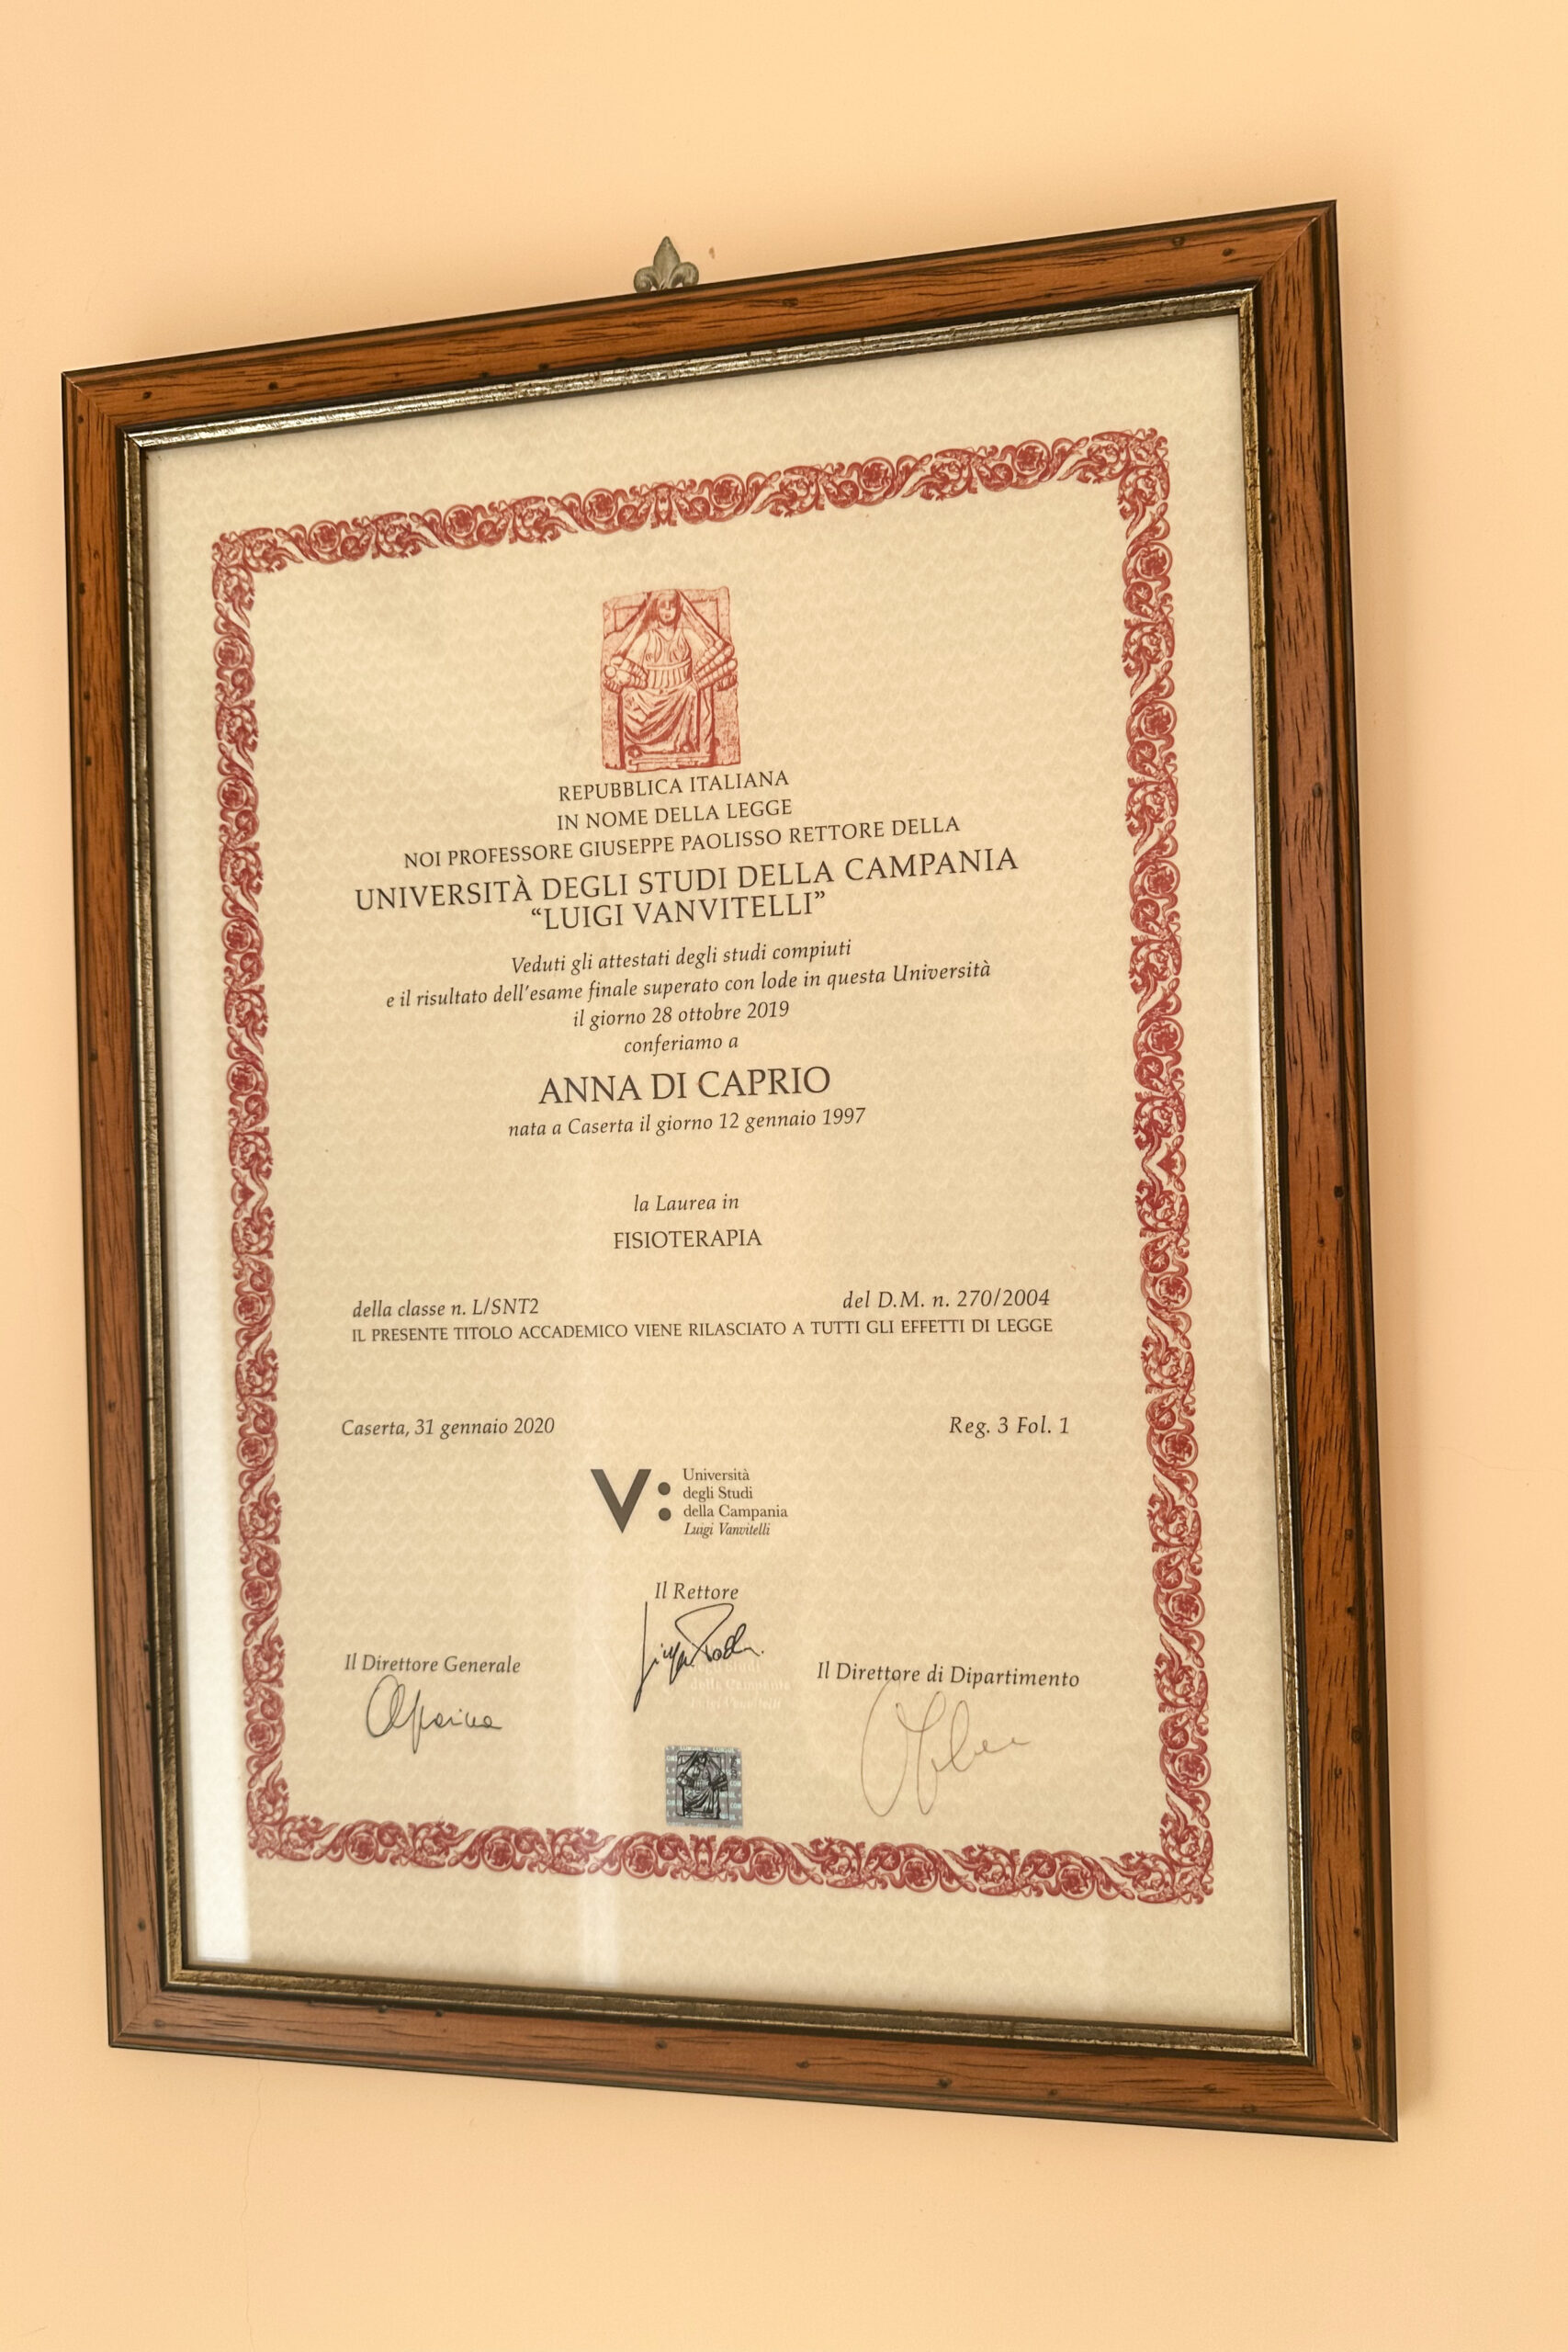 REPUBBLICA ITALIANA
IN NOME DELLA LEGGE
NOI PROFESSORE GIUSEPPE PAOLISSO RETTORE DELLA
UNIVERSITÀ DEGLI STUDI DELLA CAMPANIA
“LUIGI VANVITELLI”
Veduti gli attestati degli studi compiuti
e il risultato dell'esame finale superato con lode in questa Università
il giorno 28 ottobre 2019
conferiamo a
ANNA DI CAPRIO
nata a Caserta il giorno 12 gennaio 1997
la Laurea in
FISIOTERAPIA
della classe n. L/SNT2 del D.M. n. 270/2004
IL PRESENTE TITOLO ACCADEMICO VIENE RILASCIATO A TUTTI GLI EFFETTI DI LEGGE
Caserta, 31 gennaio 2020 Reg. 3 Fol. 1
V:
Università
degli Studi
della Campania
Luigi Vanvitelli
Il Rettore
Il Direttore Generale
Il Direttore di Dipartimento
degli Studi
della Campania